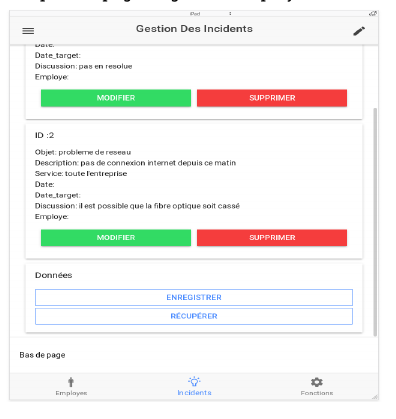 iPad
Gestion Des Incidents
Date:
Date_target:
Discussion: pas en resolue
Employe:
MODIFIER SUPPRIMER
ID :2
Objet: probleme de reseau
Description: pas de connexion internet depuis ce matin
Service: toute l'entreprise
Date:
Date_target:
Discussion: il est possible que la fibre optique soit cassé
Employe:
MODIFIER SUPPRIMER
Données
ENREGISTRER
RÉCUPÉRER
Bas de page
Employes Incidents Fonctions